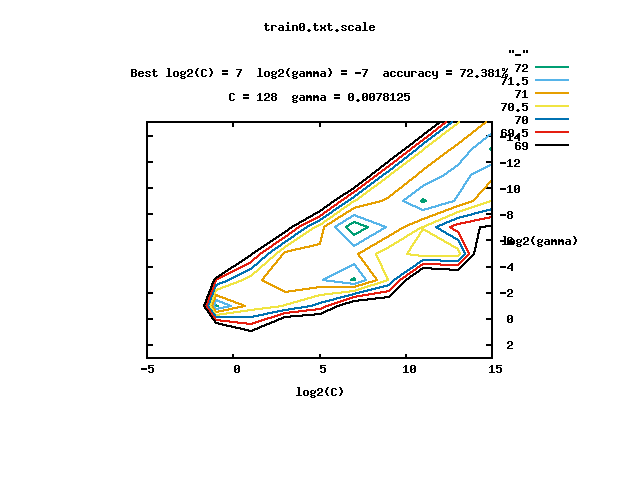 train0.txt.scale
"-"
Best log2(C) = 7  log2(gamma) = -7  accuracy = 72.381%
72
71.5
71
70.5
70
69.5
69
C = 128  gamma = 0.0078125
-14
-12
-10
-8
-6
log2(gamma)
-4
-2
0
2
-5 0 5 10 15
log2(C)